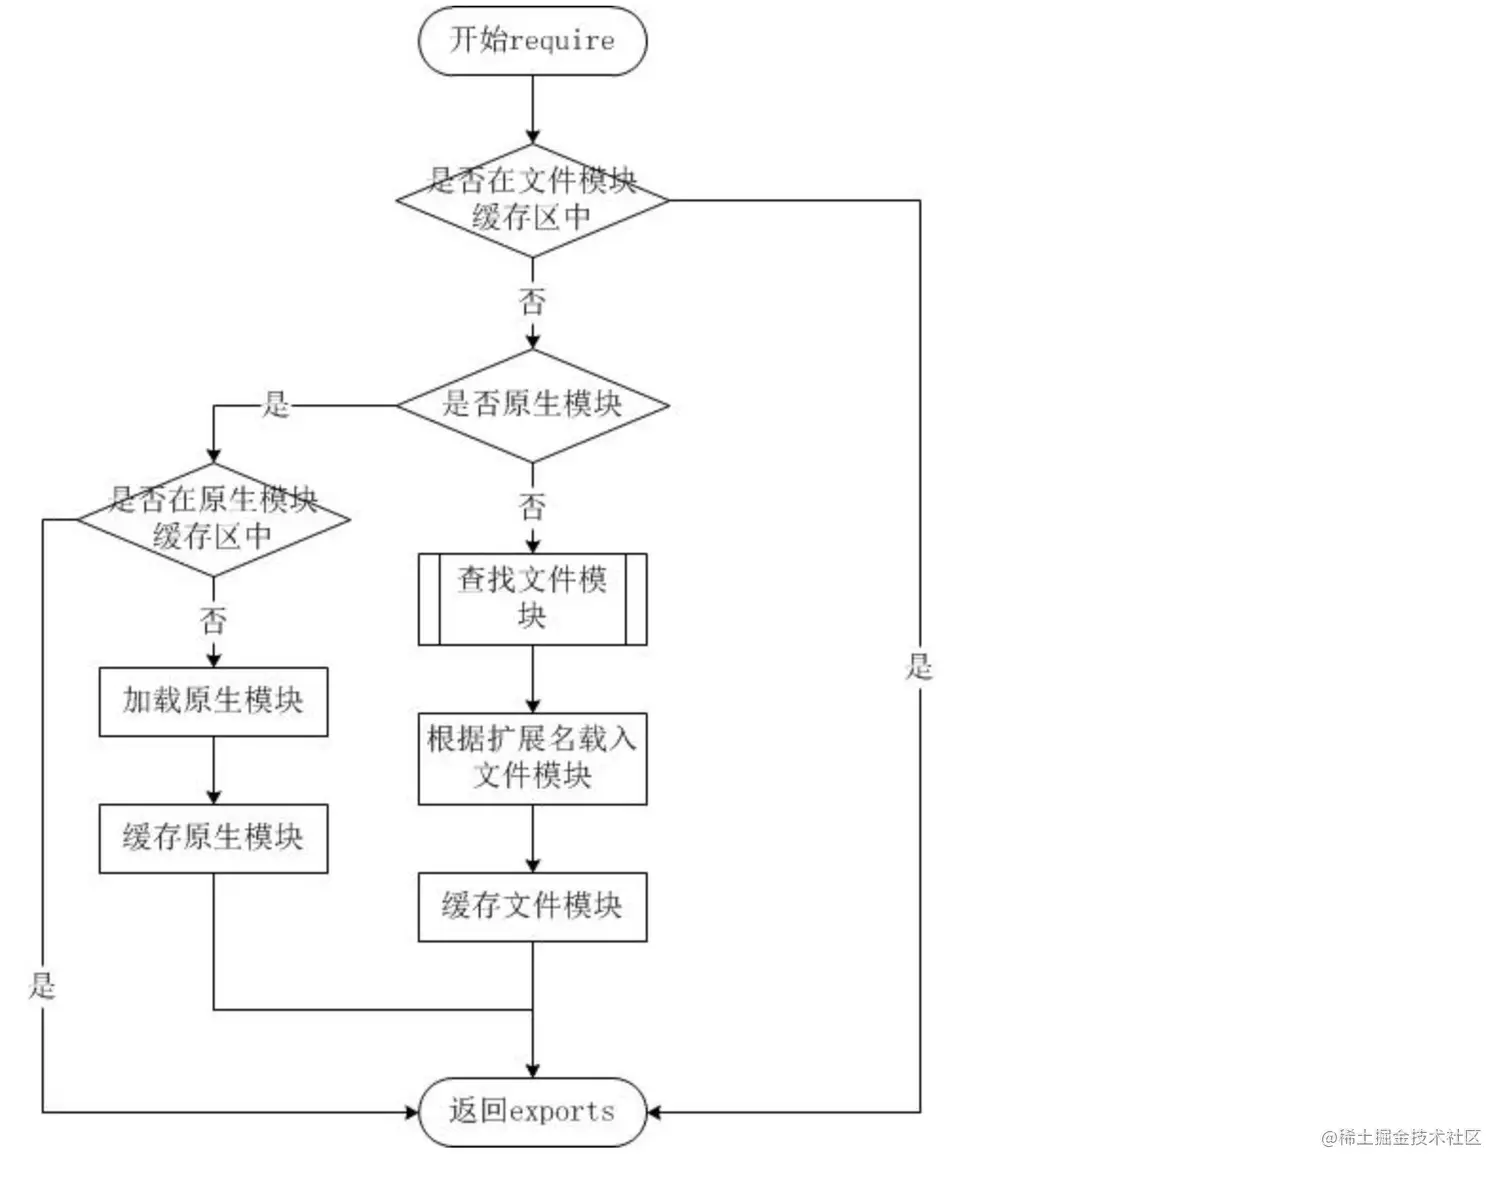 开始require
是否在文件模块
缓存区中
否
是否原生模块
是
是否在原生模块
缓存区中
否
查找文件模
块
否
是
加载原生模块
根据扩展名载入
文件模块
缓存原生模块
缓存文件模块
是
返回exports
@稀土掘金技术社区